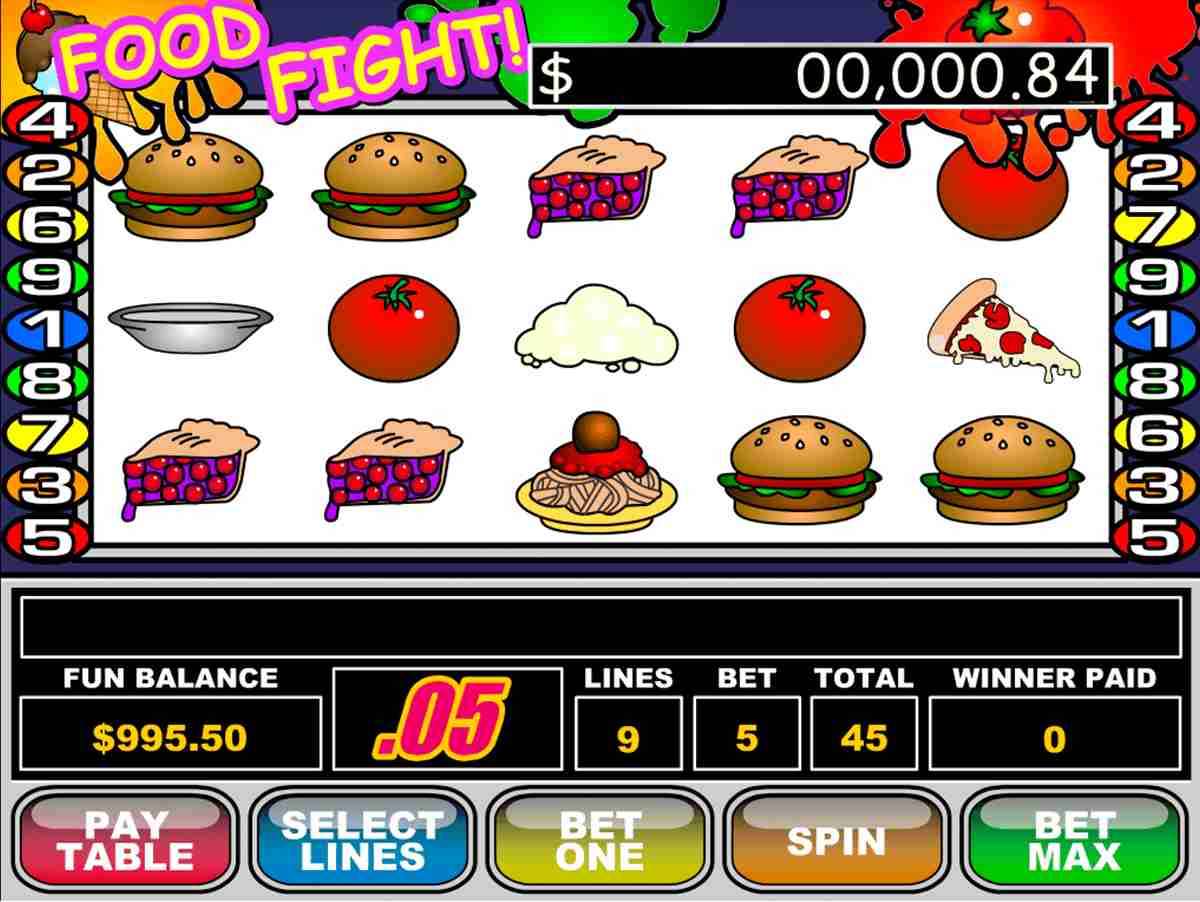 FOOD FIGHT!
$ 00,000.84
4 4
2 2
6 7
9 9
1 1
8 8
7 6
3 3
5 5
FUN BALANCE LINES BET TOTAL WINNER PAID
$995.50 .05 9 5 45 0
PAY TABLE
SELECT LINES
BET ONE
SPIN
BET MAX